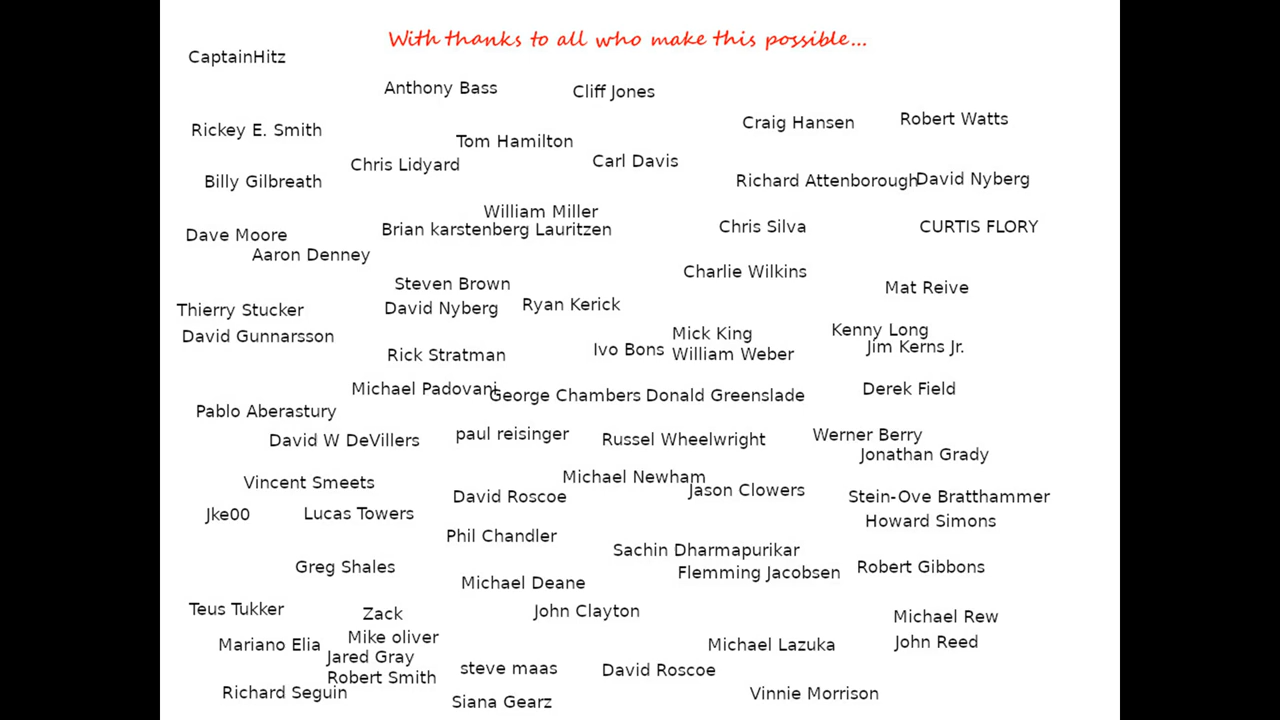 With thanks to all who make this possible...
CaptainHitz
Anthony Bass
Cliff Jones
Craig Hansen
Robert Watts
Rickey E. Smith
Tom Hamilton
Chris Lidyard
Carl Davis
Billy Gilbreath
Richard Attenborough
David Nyberg
William Miller
Brian karstenberg Lauritzen
Chris Silva
CURTIS FLORY
Dave Moore
Aaron Denney
Charlie Wilkins
Steven Brown
Mat Reive
Thierry Stucker
David Nyberg
Ryan Kerick
David Gunnarsson
Mick King
Kenny Long
Rick Stratman
Ivo Bons
William Weber
Jim Kerns Jr.
Michael Padovani
George Chambers
Donald Greenslade
Derek Field
Pablo Aberastury
David W DeVillers
paul reisinger
Russel Wheelwright
Werner Berry
Jonathan Grady
Vincent Smeets
Michael Newham
David Roscoe
Jason Clowers
Stein-Ove Bratthammer
Jke00
Lucas Towers
Howard Simons
Phil Chandler
Sachin Dharmapurikar
Greg Shales
Flemming Jacobsen
Robert Gibbons
Michael Deane
Teus Tukker
Zack
John Clayton
Michael Rew
Mariano Elia
Mike oliver
Michael Lazuka
John Reed
Jared Gray
Robert Smith
steve maas
David Roscoe
Richard Seguin
Siana Gearz
Vinnie Morrison